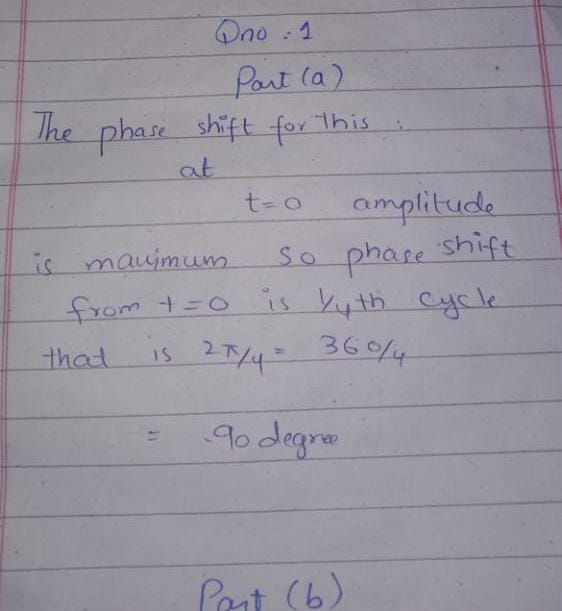 Qno : 1
Part (a)
The phase shift for This :
at
t=0 amplitude
is maximum so phase shift
from t=0 is 1/4th cycle
that is 2π/4 = 360/4
= 90 degree
Part (b)